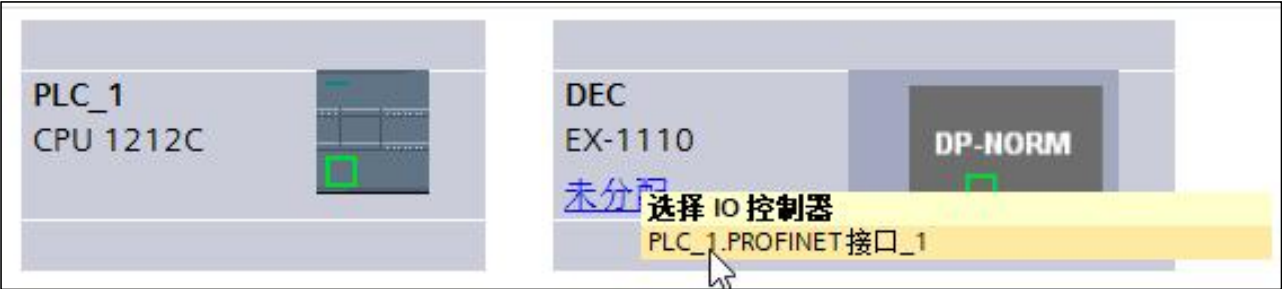 PLC_1
CPU 1212C
DEC
EX-1110
DP-NORM
未分配
选择 IO 控制器
PLC_1.PROFINET接口_1